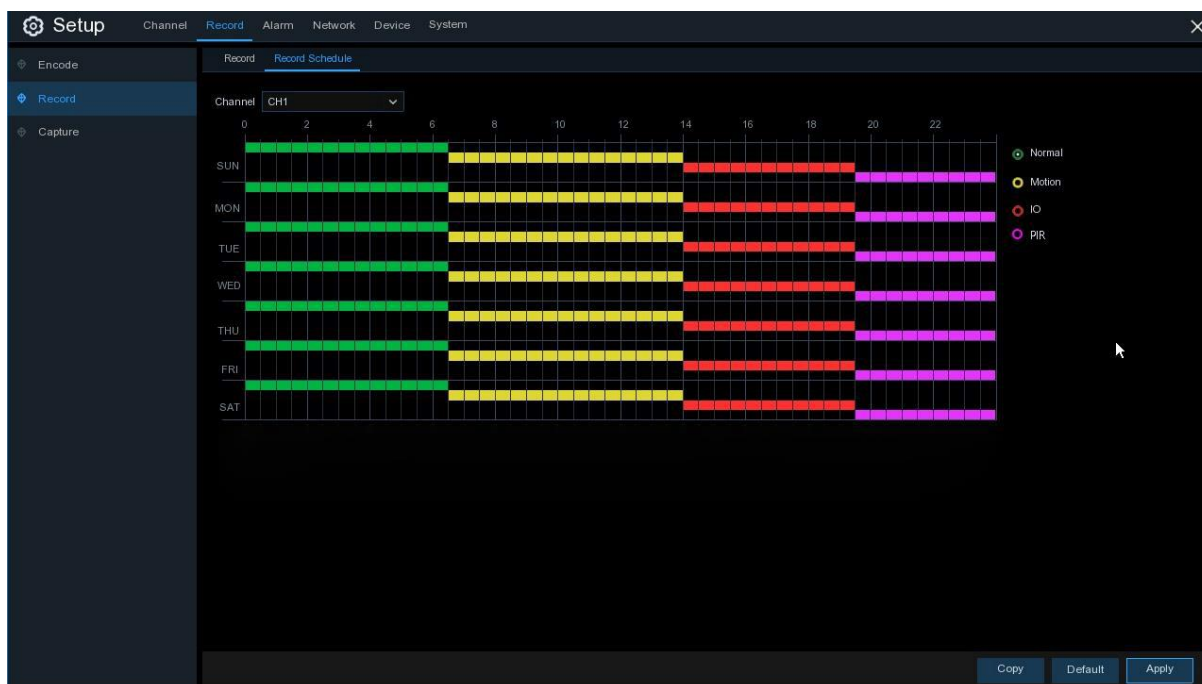 Setup Channel Record Alarm Network Device System
Encode
Record
Capture
Record Record Schedule
Channel CH1
0 2 4 6 8 10 12 14 16 18 20 22
SUN
MON
TUE
WED
THU
FRI
SAT
Normal
Motion
IO
PIR
Copy Default Apply